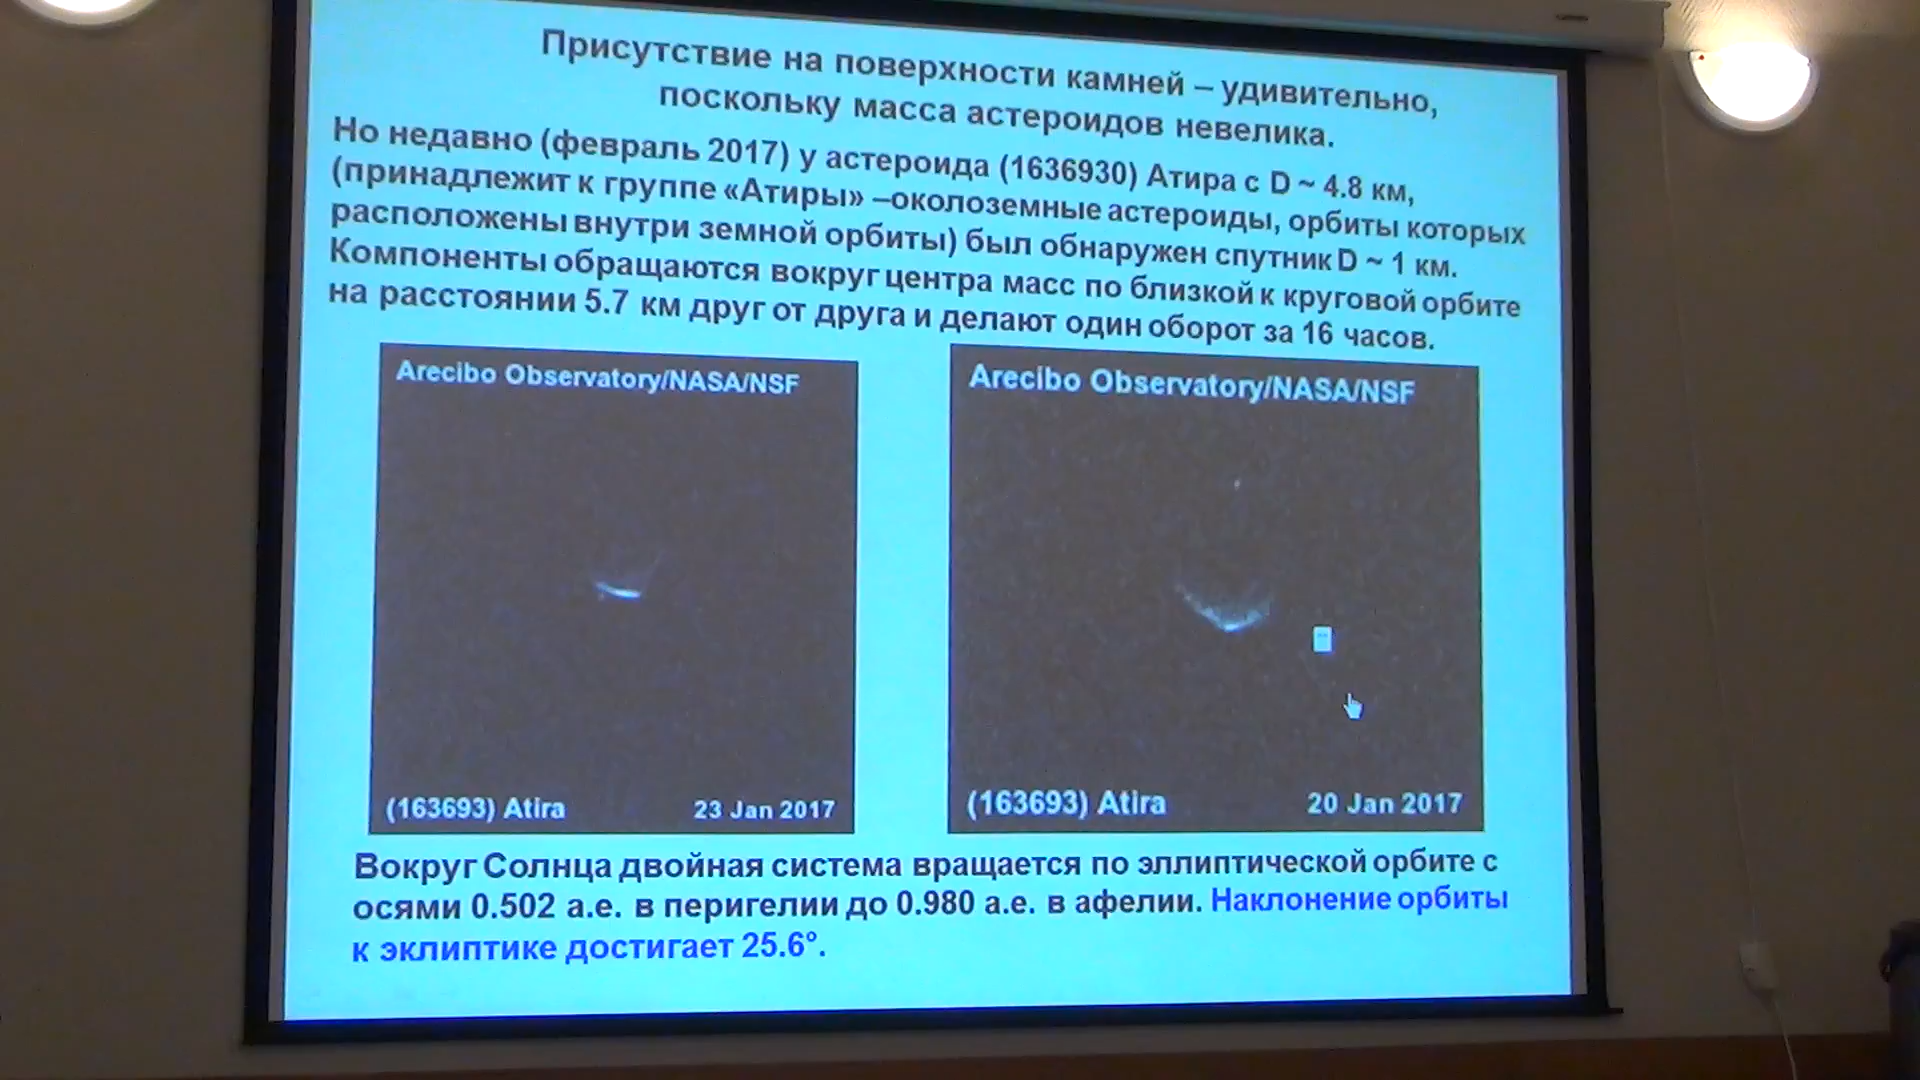 Присутствие на поверхности камней – удивительно,
поскольку масса астероидов невелика.
Но недавно (февраль 2017) у астероида (1636930) Атира с D ~ 4.8 км,
(принадлежит к группе «Атиры» –околоземные астероиды, орбиты которых
расположены внутри земной орбиты) был обнаружен спутник D ~ 1 км.
Компоненты обращаются вокруг центра масс по близкой к круговой орбите
на расстоянии 5.7 км друг от друга и делают один оборот за 16 часов.
Arecibo Observatory/NASA/NSF
(163693) Atira
23 Jan 2017
Arecibo Observatory/NASA/NSF
(163693) Atira
20 Jan 2017
Вокруг Солнца двойная система вращается по эллиптической орбите с
осями 0.502 а.е. в перигелии до 0.980 а.е. в афелии. Наклонение орбиты
к эклиптике достигает 25.6°.